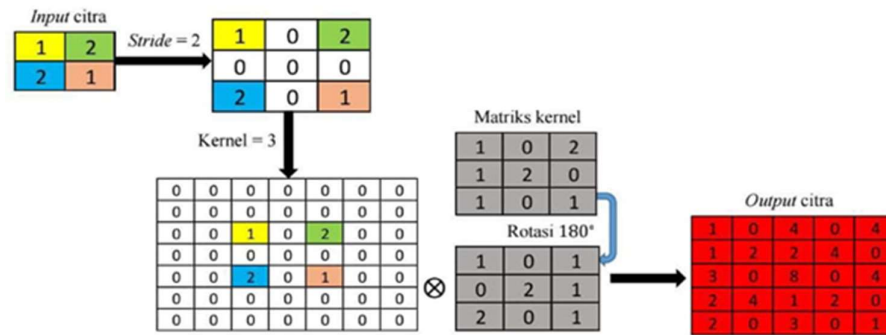 Input citra
1 2
2 1
Stride = 2
1 0 2
0 0 0
2 0 1
Kernel = 3
0 0 0 0 0 0 0
0 0 0 0 0 0 0
0 0 1 0 2 0 0
0 0 0 0 0 0 0
0 0 2 0 1 0 0
0 0 0 0 0 0 0
0 0 0 0 0 0 0
⊗
Matriks kernel
1 0 2
1 2 0
1 0 1
Rotasi 180°
1 0 1
0 2 1
2 0 1
Output citra
1 0 4 0 4
1 2 2 4 0
3 0 8 0 4
2 4 1 2 0
2 0 3 0 1